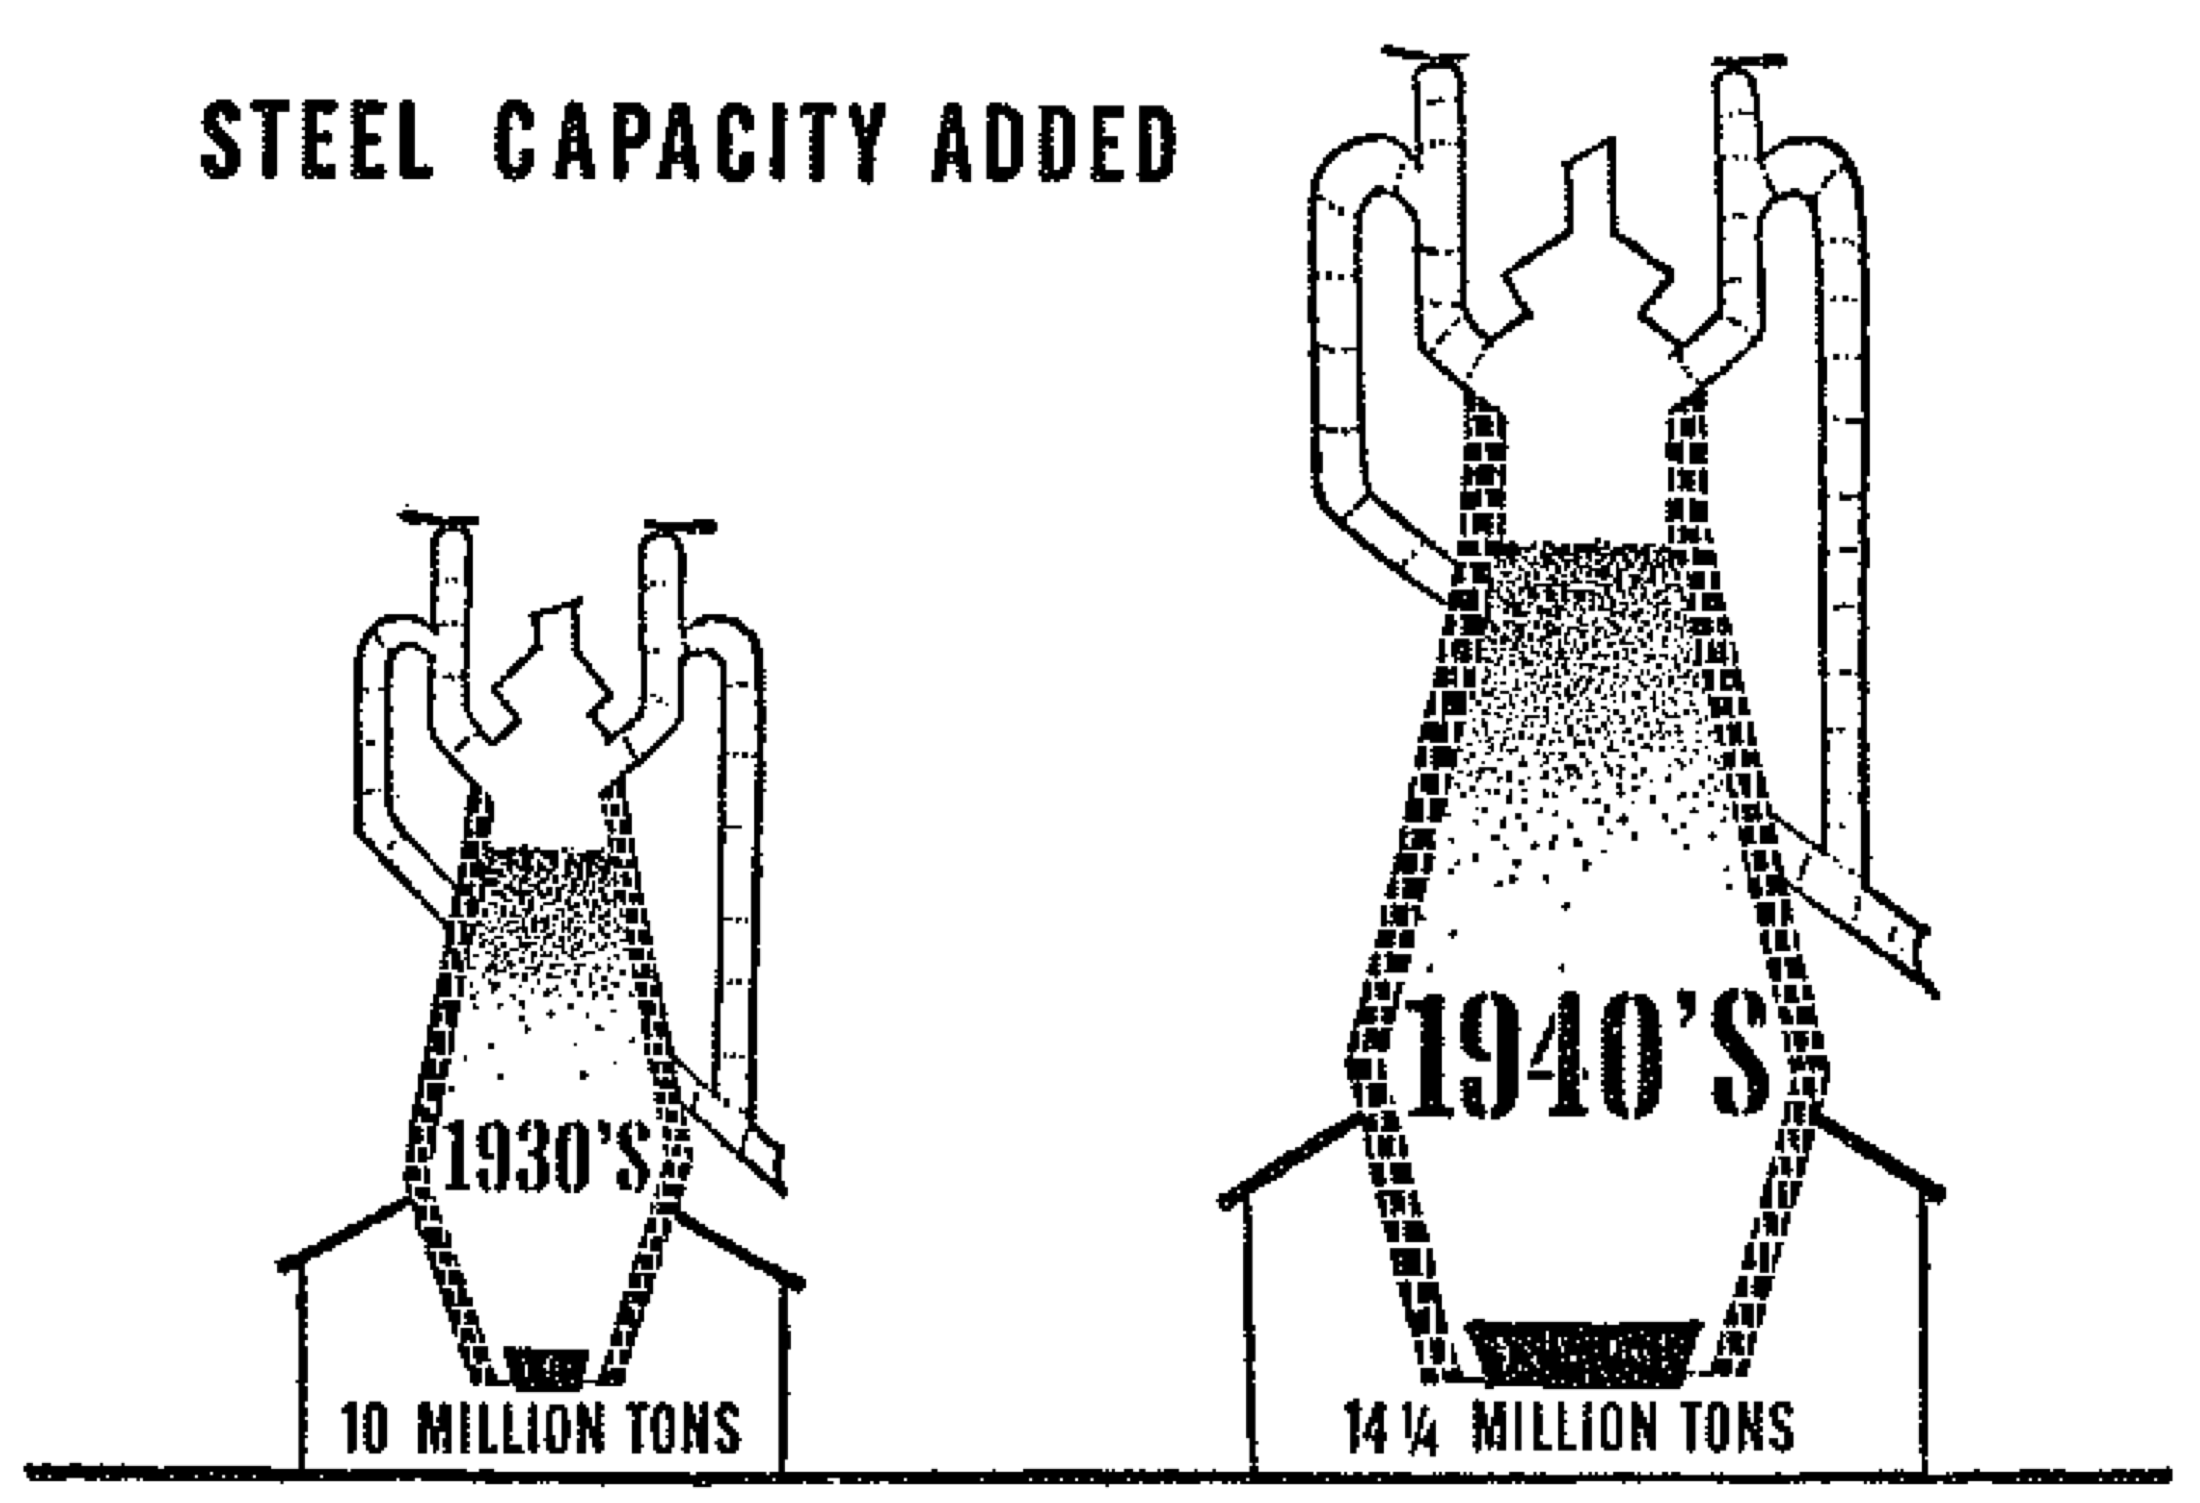 STEEL CAPACITY ADDED
1930'S
10 MILLION TONS
1940'S
14 1/4 MILLION TONS